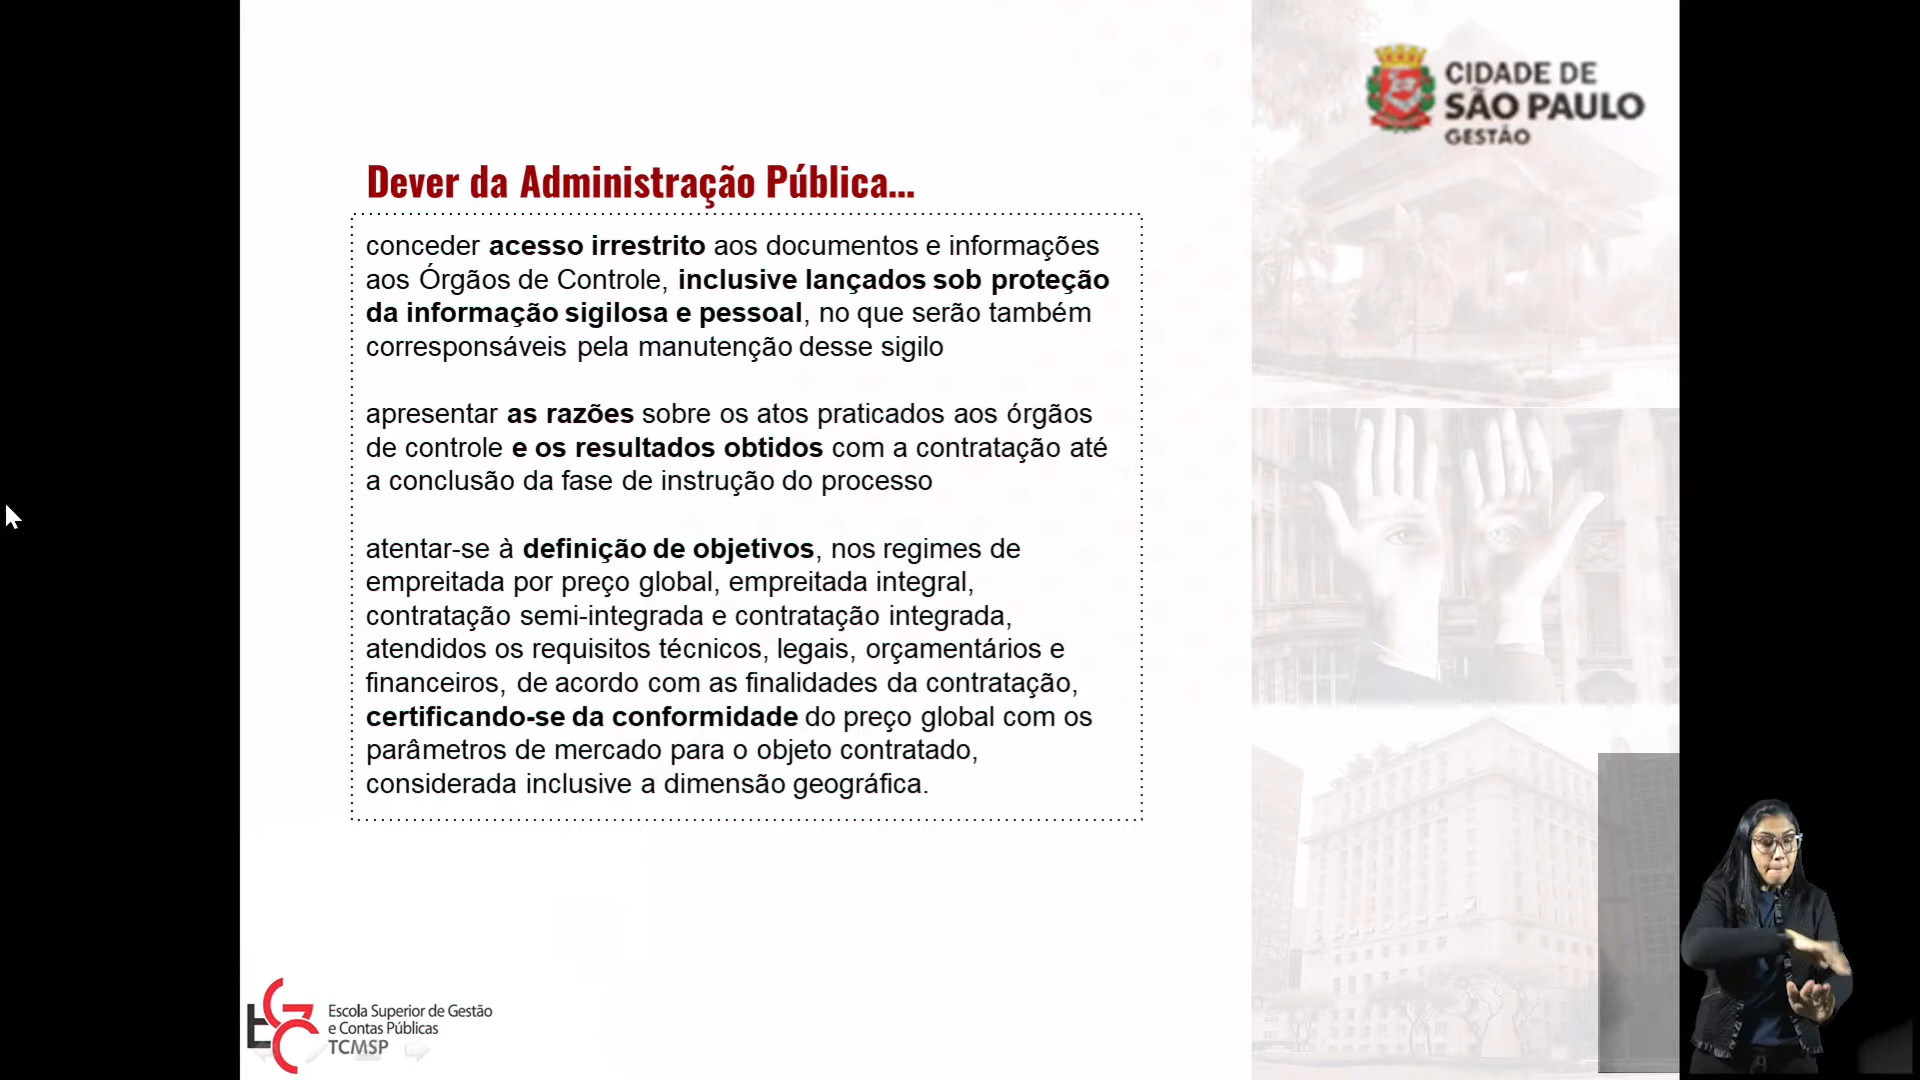 CIDADE DE
SÃO PAULO
GESTÃO
Dever da Administração Pública...
conceder acesso irrestrito aos documentos e informações
aos Órgãos de Controle, inclusive lançados sob proteção
da informação sigilosa e pessoal, no que serão também
corresponsáveis pela manutenção desse sigilo
apresentar as razões sobre os atos praticados aos órgãos
de controle e os resultados obtidos com a contratação até
a conclusão da fase de instrução do processo
atentar-se à definição de objetivos, nos regimes de
empreitada por preço global, empreitada integral,
contratação semi-integrada e contratação integrada,
atendidos os requisitos técnicos, legais, orçamentários e
financeiros, de acordo com as finalidades da contratação,
certificando-se da conformidade do preço global com os
parâmetros de mercado para o objeto contratado,
considerada inclusive a dimensão geográfica.
EGC
Escola Superior de Gestão
e Contas Públicas
TCMSP